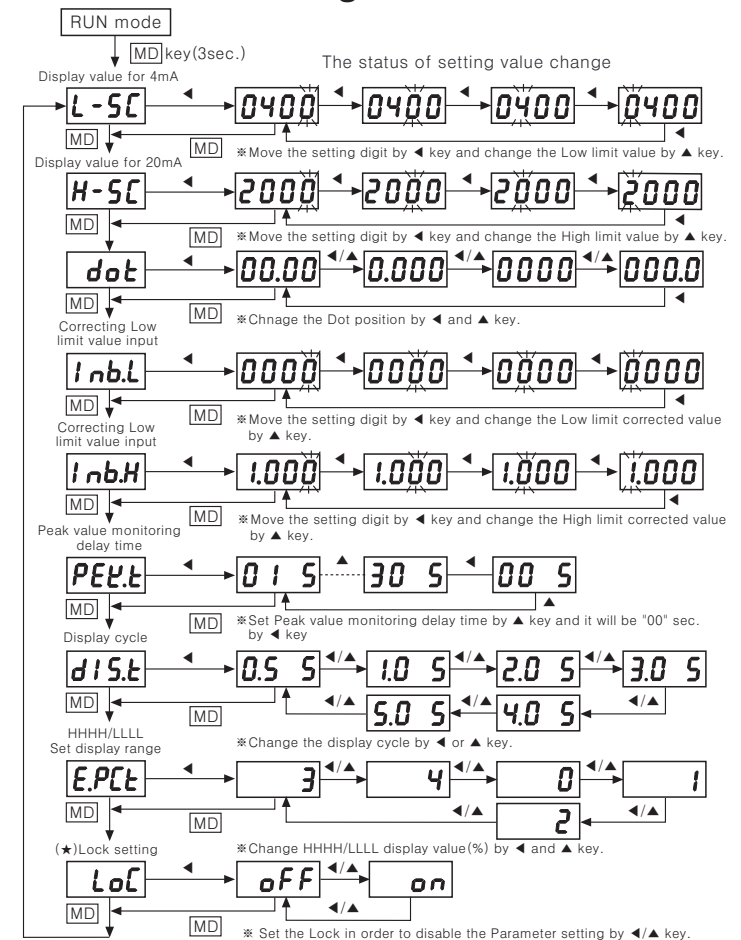 RUN mode
MD key(3sec.)
The status of setting value change
Display value for 4mA
L-SC ◀ 0400 ◀ 0400 ◀ 0400 ◀ 0400
MD MD ◀
※Move the setting digit by ◀ key and change the Low limit value by ▲ key.
Display value for 20mA
H-SC ◀ 2000 ◀ 2000 ◀ 2000 ◀ 2000
MD MD ◀
※Move the setting digit by ◀ key and change the High limit value by ▲ key.
dot ◀ 00.00 ◀/▲ 0.000 ◀/▲ 0000 ◀/▲ 000.0
MD MD ◀
※Chnage the Dot position by ◀ and ▲ key.
Correcting Low
limit value input
Inb.L ◀ 0000 ◀ 0000 ◀ 0000 ◀ 0000
MD MD ◀
※Move the setting digit by ◀ key and change the Low limit corrected value
by ▲ key.
Correcting Low
limit value input
Inb.H ◀ 1.000 ◀ 1.000 ◀ 1.000 ◀ 1.000
MD MD ◀
※Move the setting digit by ◀ key and change the High limit corrected value
by ▲ key.
Peak value monitoring
delay time
PEK.t ◀ 01 S ▲ 30 S ◀ 00 S
MD MD ▲
※Set Peak value monitoring delay time by ▲ key and it will be "00" sec.
by ◀ key
Display cycle
dIS.t ◀ 0.5 S ◀/▲ 1.0 S ◀/▲ 2.0 S ◀/▲ 3.0 S
MD MD ◀/▲ 5.0 S ◀/▲ 4.0 S ◀/▲
※Change the display cycle by ◀ or ▲ key.
HHHH/LLLL
Set display range
E.PCt ◀ 3 ◀/▲ 4 ◀/▲ 0 ◀/▲ 1
MD MD ◀/▲ 2 ◀/▲
※Change HHHH/LLLL display value(%) by ◀ and ▲ key.
(★)Lock setting
LoC ◀ oFF ◀/▲ on
MD MD ◀/▲
※ Set the Lock in order to disable the Parameter setting by ◀/▲ key.